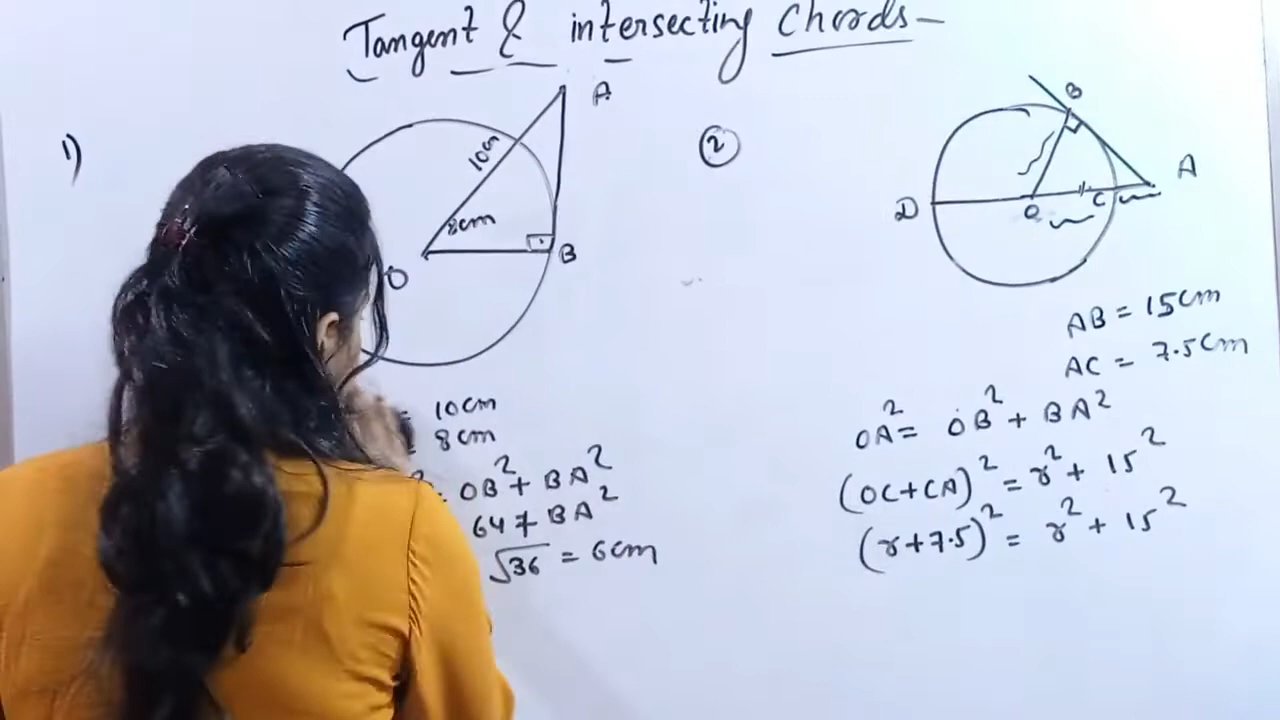 Tangent & intersecting Chords-
1)
A
10cm
8cm
O
B
= 10cm
8cm
2 = OB² + BA²
64 + BA²
√36 = 6cm
2
B
A
D
O
C
AB = 15cm
AC = 7.5cm
OA² = OB² + BA²
(OC+CA)² = r² + 15²
(r+7.5)² = r² + 15²